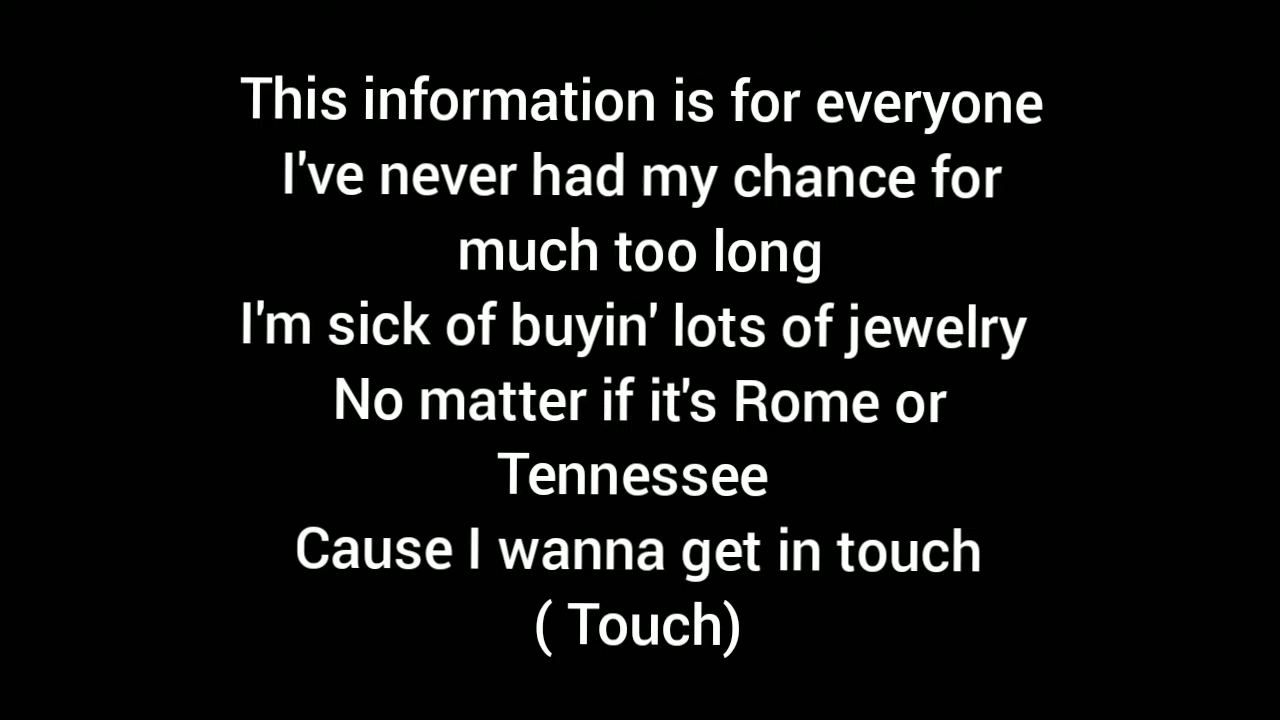 This information is for everyone
I've never had my chance for
much too long
I'm sick of buyin' lots of jewelry
No matter if it's Rome or
Tennessee
Cause I wanna get in touch
( Touch)